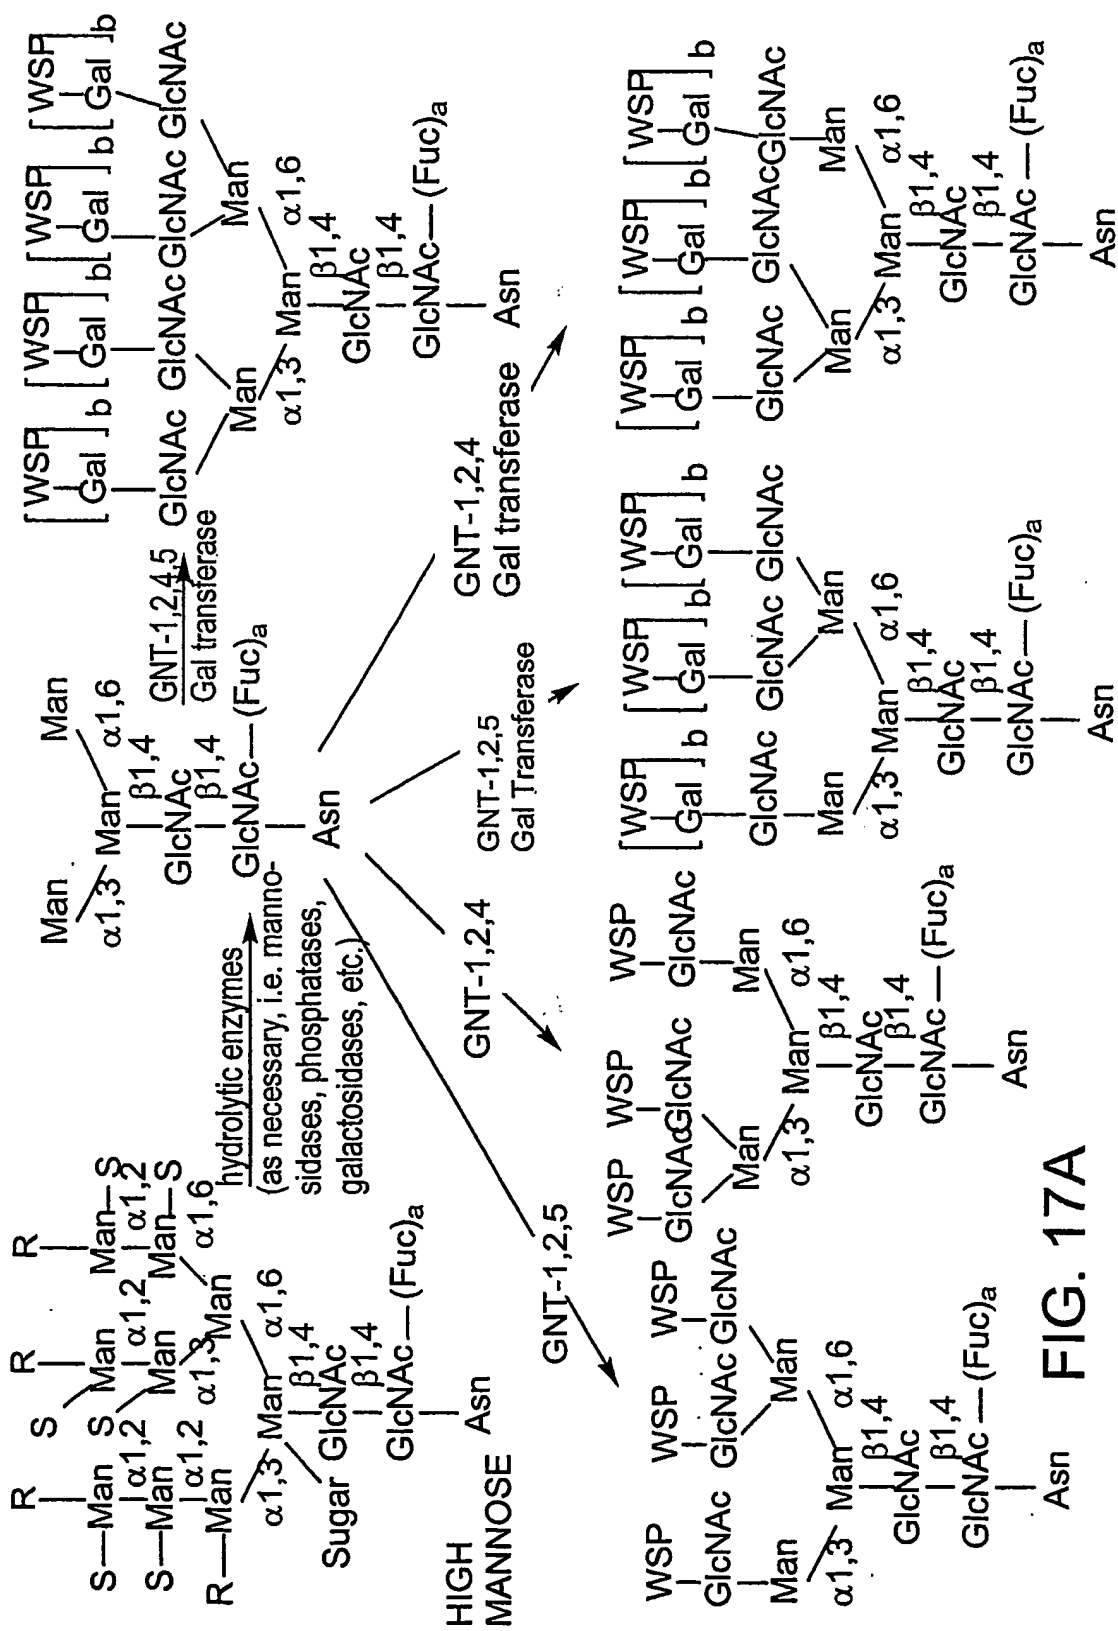 R R R
S—Man S Man Man—S
α1,2 α1,2 α1,2
S—Man S Man Man—S
α1,2 α1,3 α1,6
R—Man Man
α1,3 Man α1,6
Sugar β1,4
GlcNAc
β1,4
GlcNAc—(Fuc)a
Asn
HIGH
MANNOSE
hydrolytic enzymes
(as necessary, i.e. manno-
sidases, phosphatases,
galactosidases, etc.)
Man Man
α1,3 Man α1,6
β1,4
GlcNAc
β1,4
GlcNAc—(Fuc)a
Asn
GNT-1,2,4,5
Gal transferase
[WSP] [WSP] [WSP] [WSP]
[Gal]b [Gal]b [Gal]b [Gal]b
GlcNAc GlcNAc GlcNAc GlcNAc
Man Man
α1,3 Man α1,6
β1,4
GlcNAc
β1,4
GlcNAc—(Fuc)a
Asn
GNT-1,2,5
GNT-1,2,4
GNT-1,2,5
Gal Transferase
GNT-1,2,4
Gal transferase
WSP WSP WSP
GlcNAc GlcNAc GlcNAc
Man Man
α1,3 Man α1,6
β1,4
GlcNAc
β1,4
GlcNAc—(Fuc)a
Asn
WSP WSP WSP
GlcNAc GlcNAc GlcNAc
Man Man
α1,3 Man α1,6
β1,4
GlcNAc
β1,4
GlcNAc—(Fuc)a
Asn
[WSP] [WSP] [WSP]
[Gal]b [Gal]b [Gal]b
GlcNAc GlcNAc GlcNAc
Man Man
α1,3 Man α1,6
β1,4
GlcNAc
β1,4
GlcNAc—(Fuc)a
Asn
[WSP] [WSP] [WSP]
[Gal]b [Gal]b [Gal]b
GlcNAc GlcNAc GlcNAc
Man Man
α1,3 Man α1,6
β1,4
GlcNAc
β1,4
GlcNAc—(Fuc)a
Asn
FIG. 17A